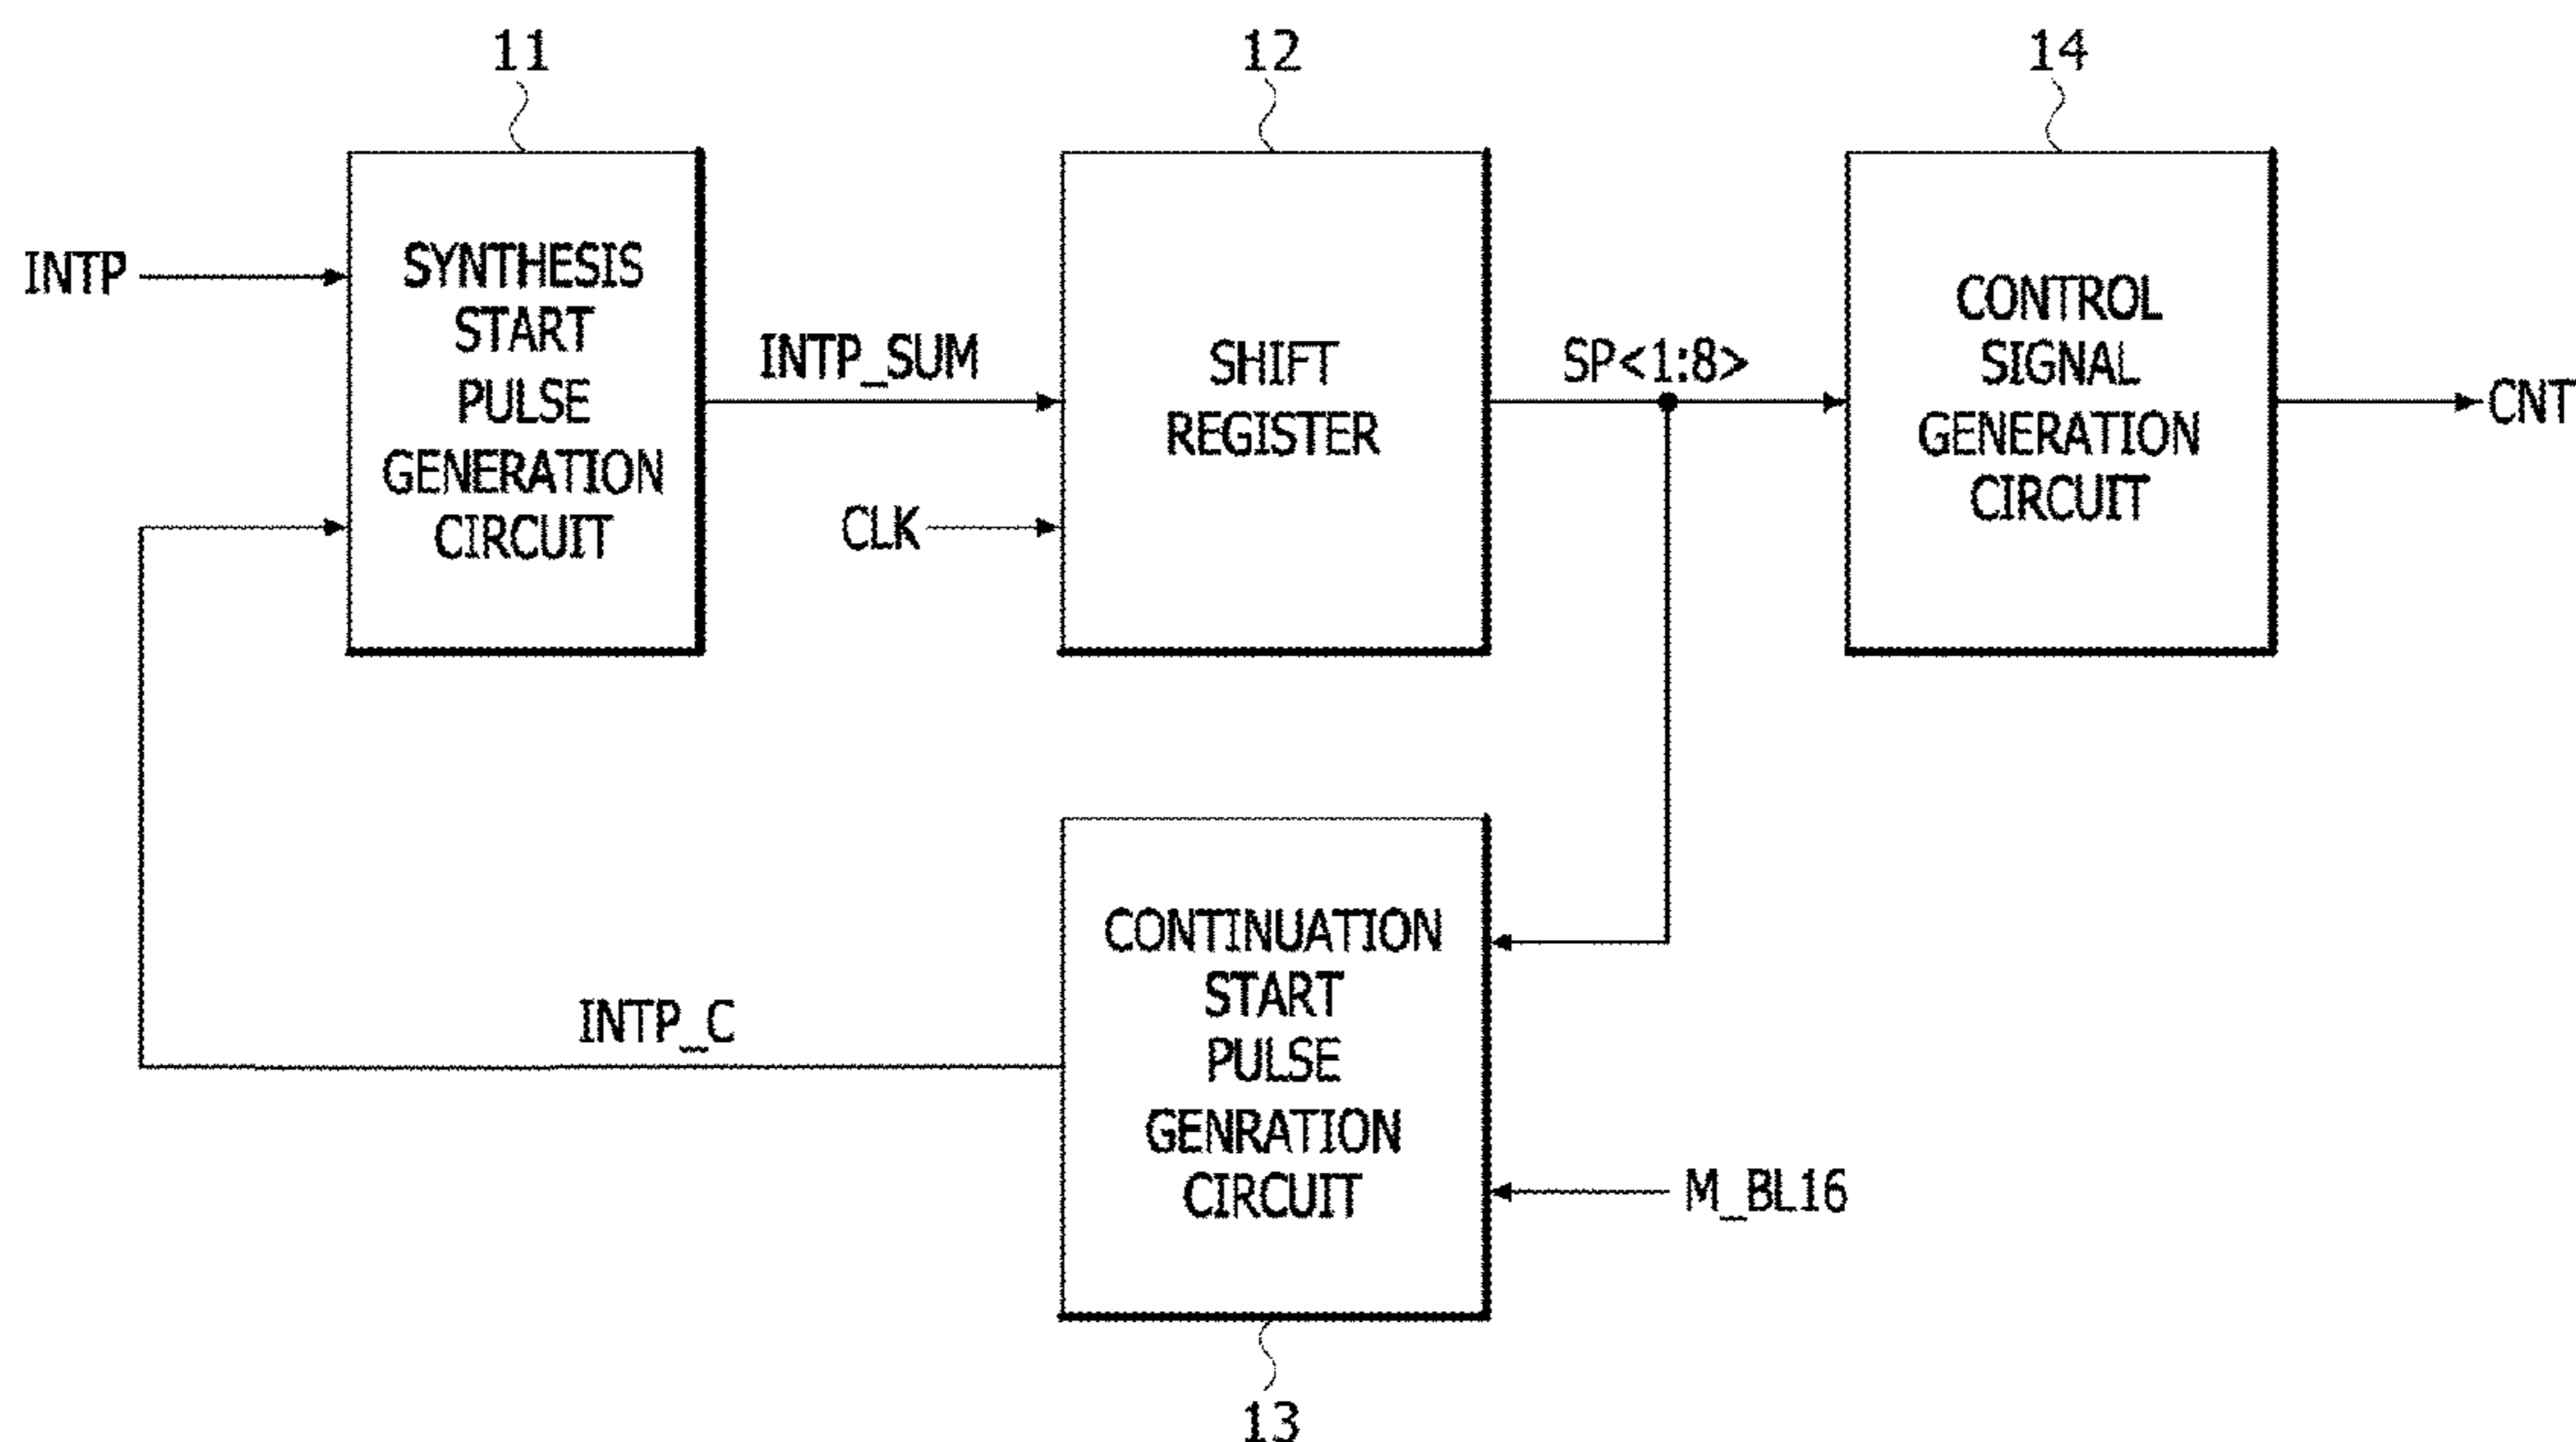 11
12
14
INTP
SYNTHESIS
START
PULSE
GENERATION
CIRCUIT
INTP_SUM
CLK
SHIFT
REGISTER
SP<1:8>
CONTROL
SIGNAL
GENERATION
CIRCUIT
CNT
CONTINUATION
START
PULSE
GENRATION
CIRCUIT
INTP_C
M_BL16
13